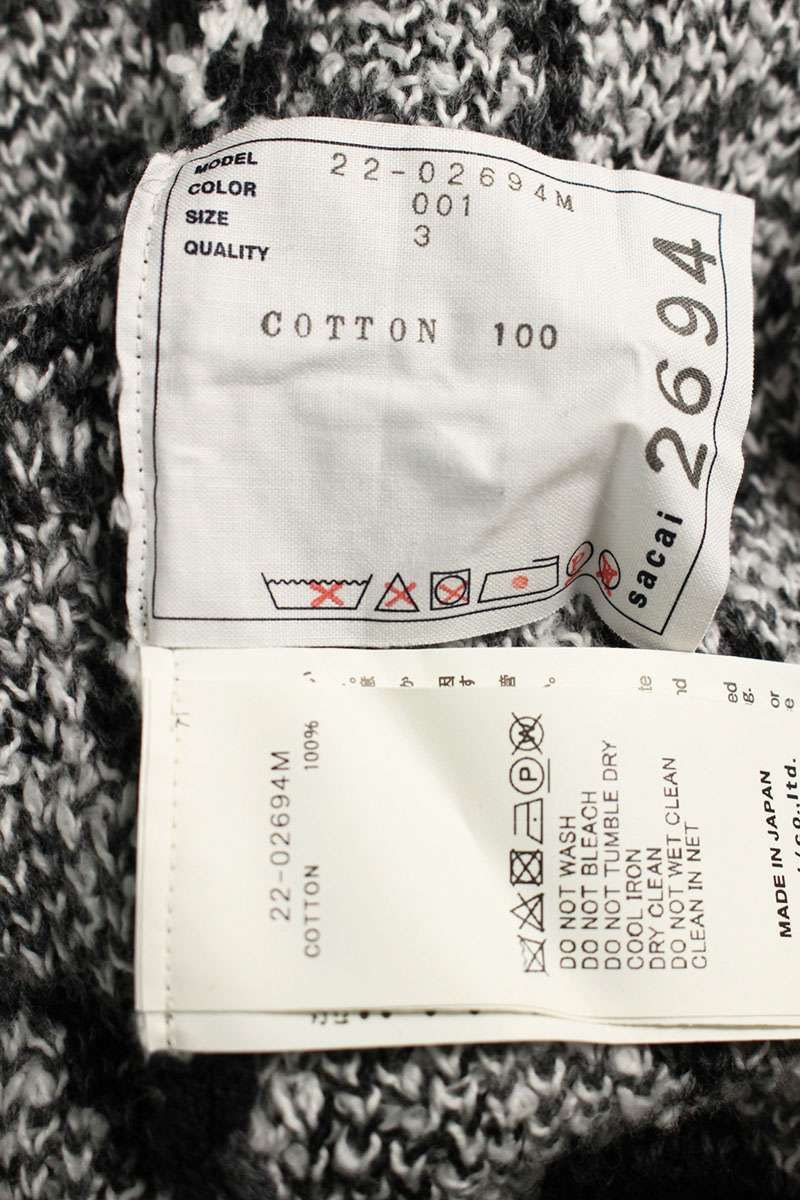 MODEL 22-02694M
COLOR 001
SIZE 3
QUALITY
COTTON 100
sacai 2694
22-02694M
COTTON 100%
P
DO NOT WASH
DO NOT BLEACH
DO NOT TUMBLE DRY
COOL IRON
DRY CLEAN
DO NOT WET CLEAN
CLEAN IN NET
MADE IN JAPAN